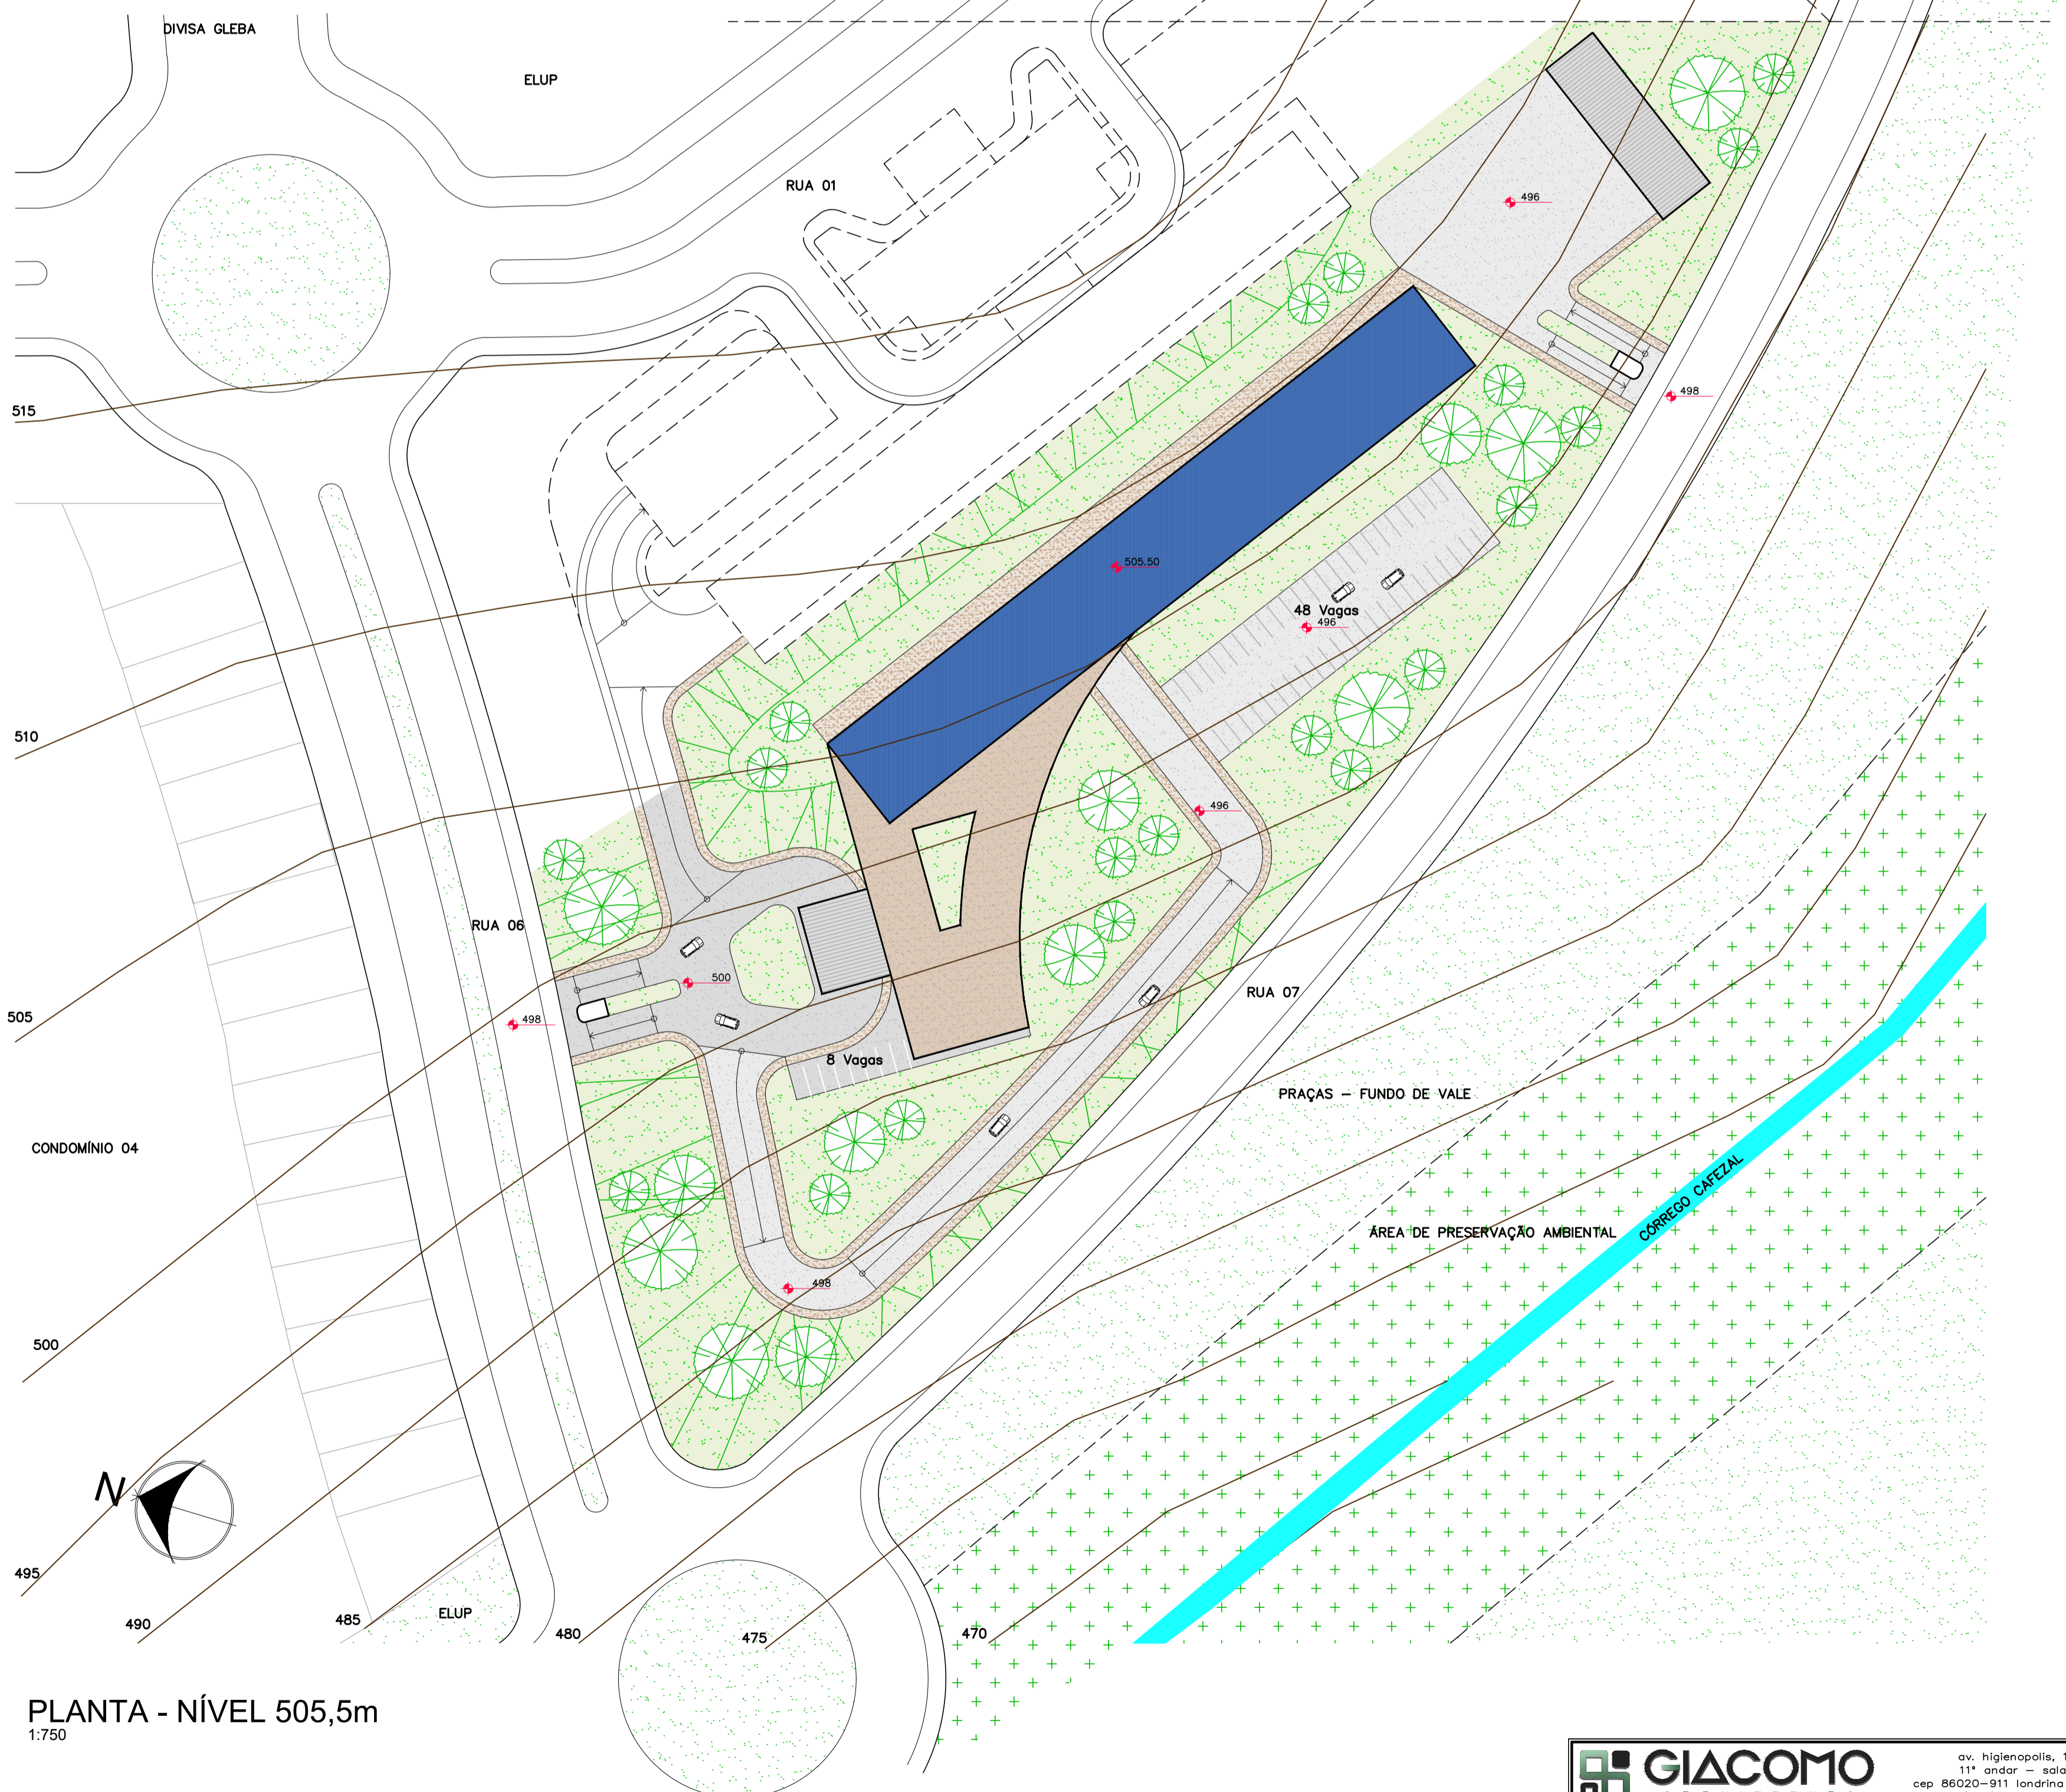 DIVISA GLEBA
ELUP
RUA 01
496
498
515
505.50
48 Vagas
496
510
496
RUA 06
500
498
RUA 07
505
8 Vagas
PRAÇAS – FUNDO DE VALE
CONDOMÍNIO 04
CÓRREGO CAFEZAL
ÁREA DE PRESERVAÇÃO AMBIENTAL
498
500
N
495
490
485
ELUP
480
475
470
PLANTA - NÍVEL 505,5m
1:750
GIACOMO
av. higienopolis, 1
11° andar – sala
cep 86020–911 londrina